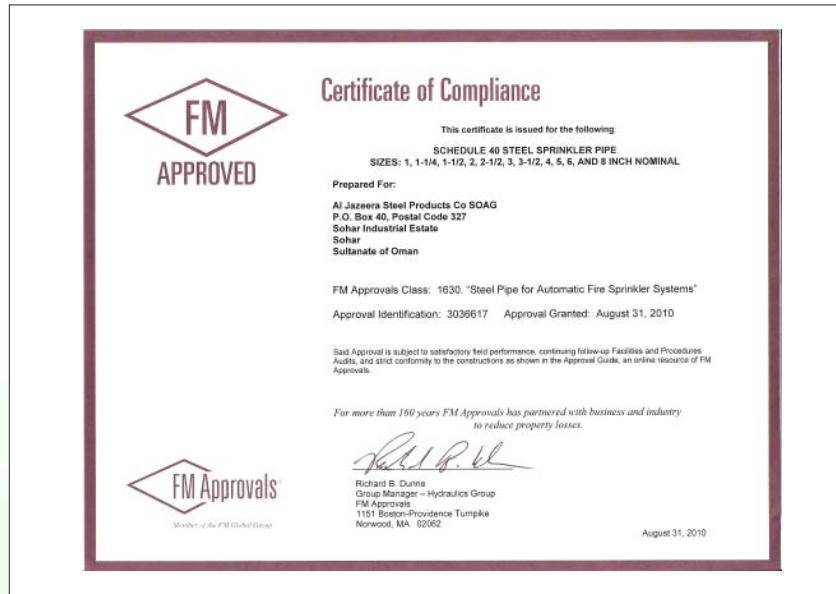 FM
APPROVED
Certificate of Compliance
This certificate is issued for the following:
SCHEDULE 40 STEEL SPRINKLER PIPE
SIZES: 1, 1-1/4, 1-1/2, 2, 2-1/2, 3, 3-1/2, 4, 5, 6, AND 8 INCH NOMINAL
Prepared For:
Al Jazeera Steel Products Co SOAG
P.O. Box 40, Postal Code 327
Sohar Industrial Estate
Sohar
Sultanate of Oman
FM Approvals Class: 1630. "Steel Pipe for Automatic Fire Sprinkler Systems"
Approval Identification: 3036617 Approval Granted: August 31, 2010
Said Approval is subject to satisfactory field performance, continuing follow-up Facilities and Procedures
Audits, and strict conformity to the constructions as shown in the Approval Guide, an online resource of FM
Approvals.
For more than 160 years FM Approvals has partnered with business and industry
to reduce property losses.
Richard B. Dunne
Group Manager – Hydraulics Group
FM Approvals
1151 Boston-Providence Turnpike
Norwood, MA 02062
FM Approvals
Member of the FM Global Group
August 31, 2010